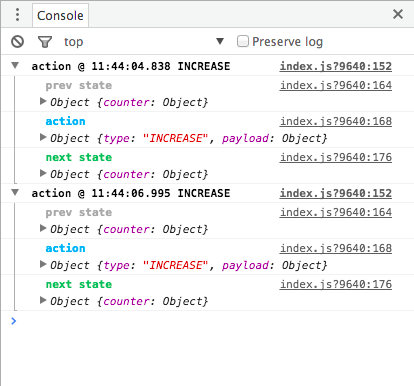 Console
top Preserve log
action @ 11:44:04.838 INCREASE index.js?9640:152
prev state index.js?9640:164
Object {counter: Object}
action index.js?9640:168
Object {type: "INCREASE", payload: Object}
next state index.js?9640:176
Object {counter: Object}
action @ 11:44:06.995 INCREASE index.js?9640:152
prev state index.js?9640:164
Object {counter: Object}
action index.js?9640:168
Object {type: "INCREASE", payload: Object}
next state index.js?9640:176
Object {counter: Object}